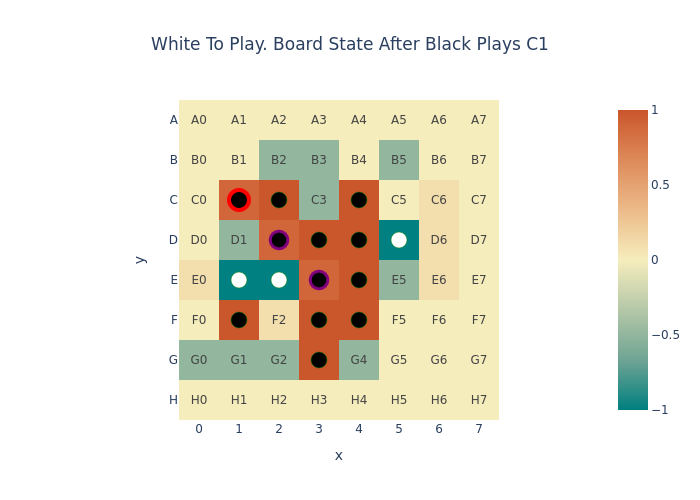 White To Play. Board State After Black Plays C1
A A0 A1 A2 A3 A4 A5 A6 A7 1
B B0 B1 B2 B3 B4 B5 B6 B7
C C0 C3 C5 C6 C7 0.5
D D0 D1 D6 D7
y 0
E E0 E5 E6 E7
F F0 F2 F5 F6 F7 −0.5
G G0 G1 G2 G4 G5 G6 G7
H H0 H1 H2 H3 H4 H5 H6 H7 −1
0 1 2 3 4 5 6 7
x